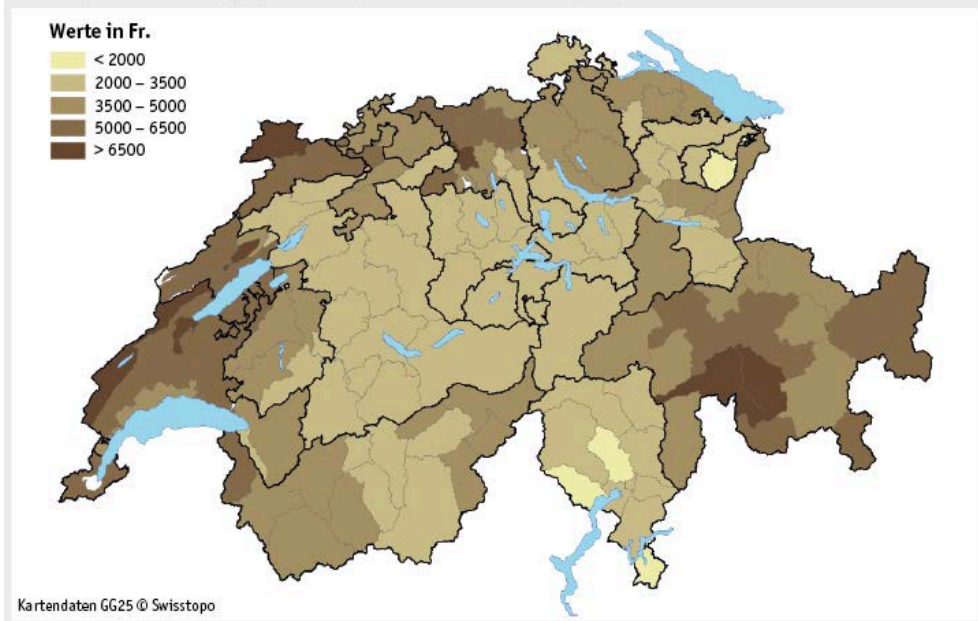 Werte in Fr.
< 2000
2000 – 3500
3500 – 5000
5000 – 6500
> 6500
Kartendaten GG25 © Swisstopo